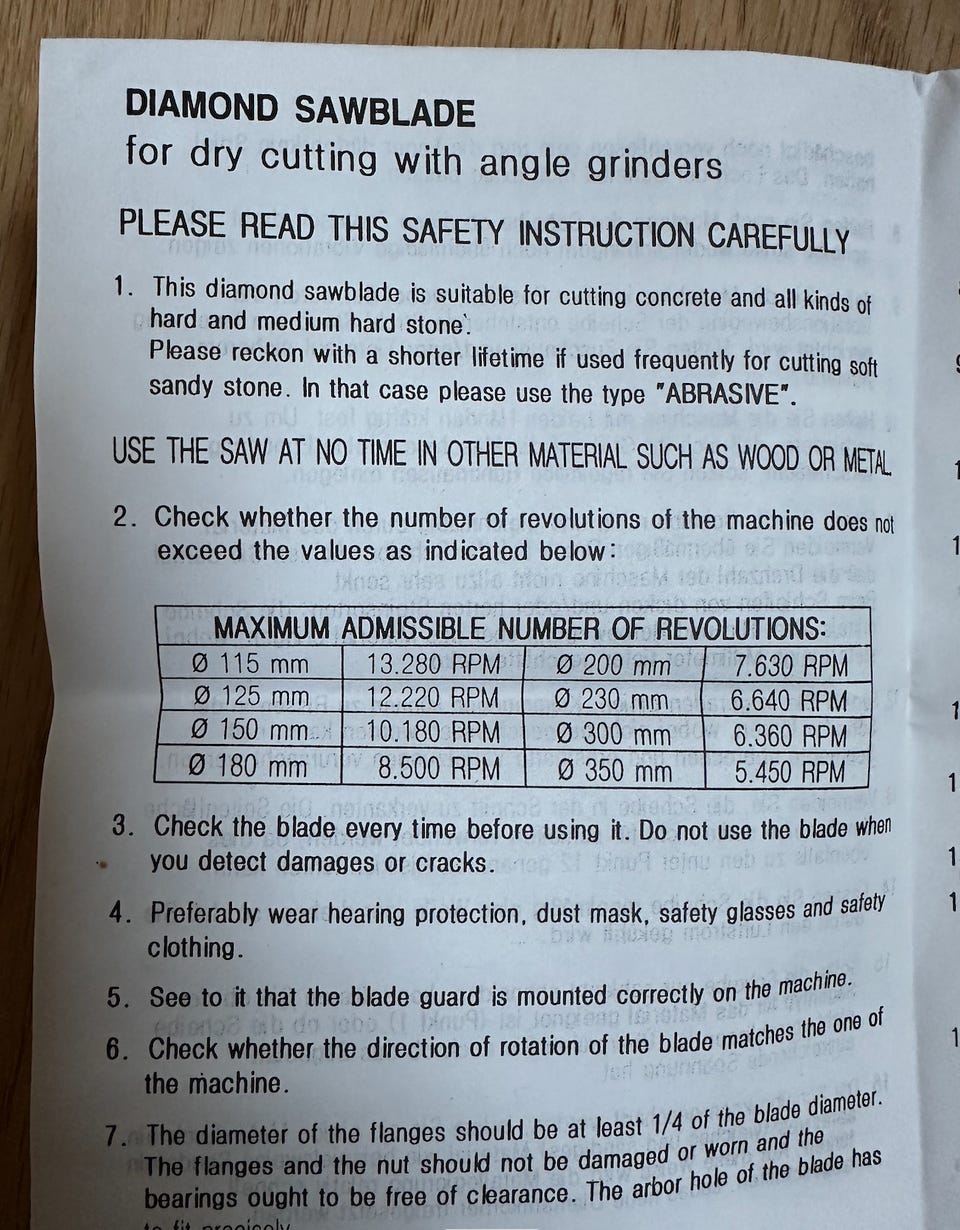 DIAMOND SAWBLADE
for dry cutting with angle grinders
PLEASE READ THIS SAFETY INSTRUCTION CAREFULLY
1. This diamond sawblade is suitable for cutting concrete and all kinds of
hard and medium hard stone.
Please reckon with a shorter lifetime if used frequently for cutting soft
sandy stone. In that case please use the type "ABRASIVE".
USE THE SAW AT NO TIME IN OTHER MATERIAL SUCH AS WOOD OR METAL
2. Check whether the number of revolutions of the machine does not
exceed the values as indicated below:
MAXIMUM ADMISSIBLE NUMBER OF REVOLUTIONS:
Ø 115 mm 13.280 RPM Ø 200 mm 7.630 RPM
Ø 125 mm 12.220 RPM Ø 230 mm 6.640 RPM
Ø 150 mm 10.180 RPM Ø 300 mm 6.360 RPM
Ø 180 mm 8.500 RPM Ø 350 mm 5.450 RPM
3. Check the blade every time before using it. Do not use the blade when
you detect damages or cracks.
4. Preferably wear hearing protection, dust mask, safety glasses and safety
clothing.
5. See to it that the blade guard is mounted correctly on the machine.
6. Check whether the direction of rotation of the blade matches the one of
the machine.
7. The diameter of the flanges should be at least 1/4 of the blade diameter.
The flanges and the nut should not be damaged or worn and the
bearings ought to be free of clearance. The arbor hole of the blade has
to fit precisely